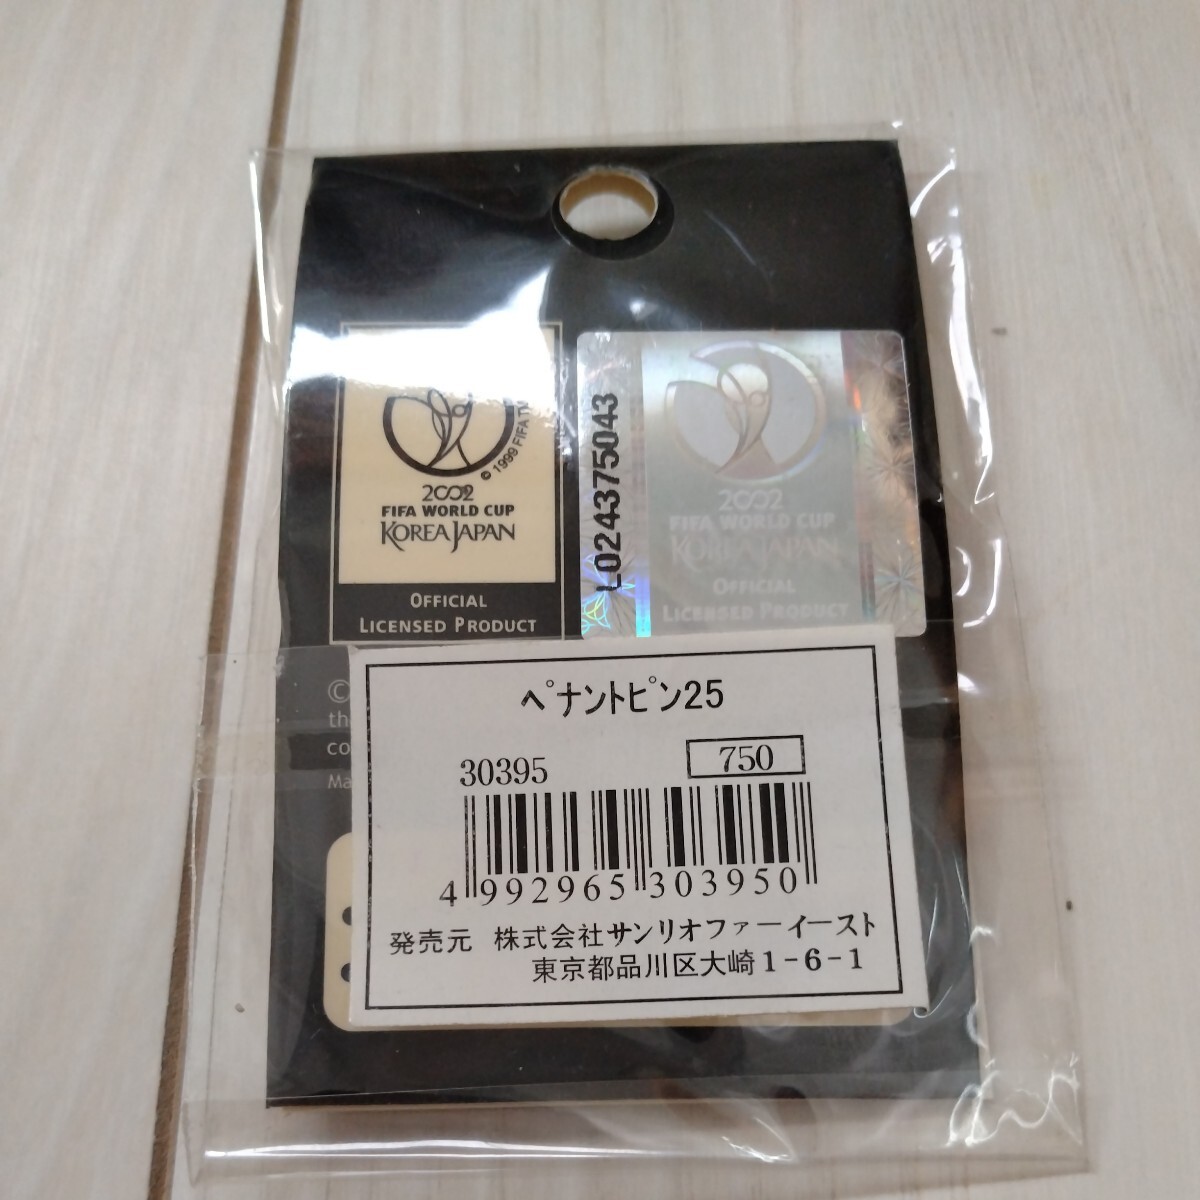 © 1999 FIFA TM
2002
FIFA WORLD CUP
KOREA JAPAN
OFFICIAL
LICENSED PRODUCT
L024375043
2002
FIFA WORLD CUP
KOREA JAPAN
OFFICIAL
LICENSED PRODUCT
©
ﾍﾟナントピン25
30395
750
4 992965 303950
発売元 株式会社サンリオファーイースト
東京都品川区大崎1-6-1